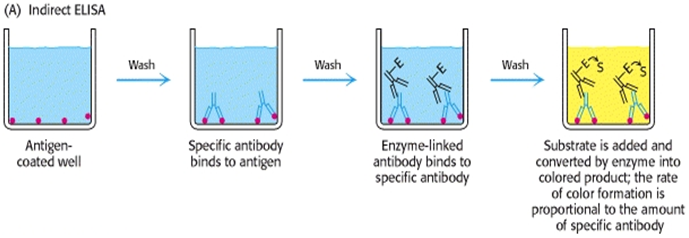 (A) Indirect ELISA
Wash
Wash
Wash
E
E
E S
E S
Antigen-
coated well
Specific antibody
binds to antigen
Enzyme-linked
antibody binds to
specific antibody
Substrate is added and
converted by enzyme into
colored product; the rate
of color formation is
proportional to the amount
of specific antibody